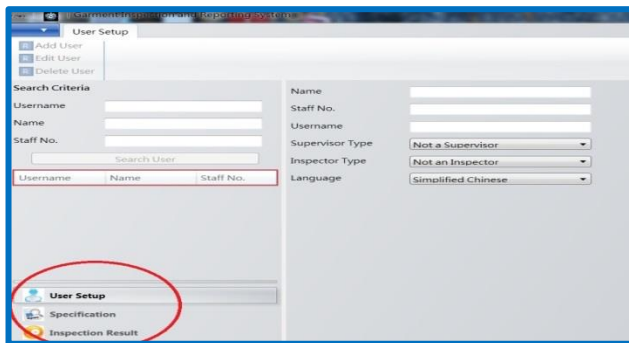 Garment Inspection and Reporting Systems
User Setup
Add User
Edit User
Delete User
Search Criteria
Username
Name
Staff No.
Search User
Username Name Staff No.
User Setup
Specification
Inspection Result
Name
Staff No.
Username
Supervisor Type Not a Supervisor
Inspector Type Not an Inspector
Language Simplified Chinese